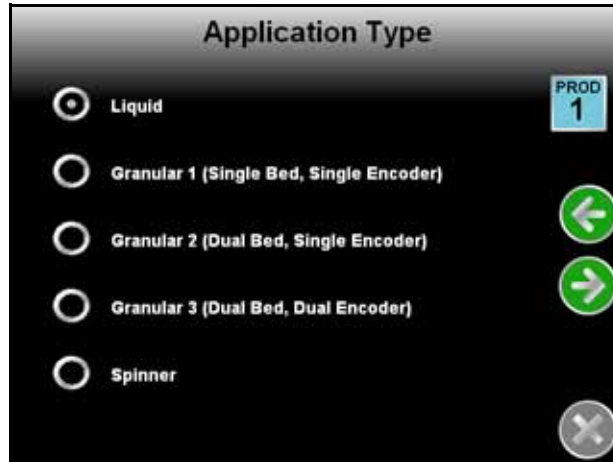 Application Type
Liquid
PROD
1
Granular 1 (Single Bed, Single Encoder)
Granular 2 (Dual Bed, Single Encoder)
Granular 3 (Dual Bed, Dual Encoder)
Spinner